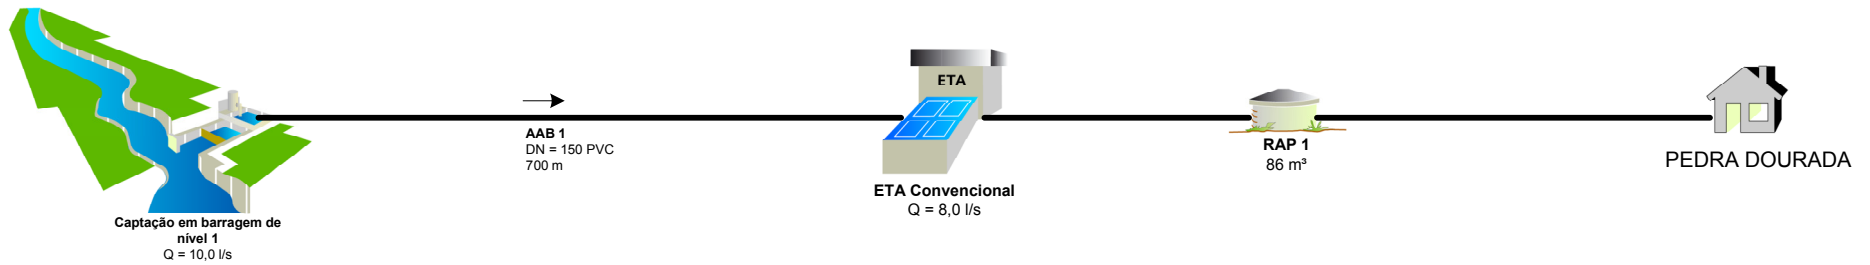 Captação em barragem de
nível 1
Q = 10,0 l/s
AAB 1
DN = 150 PVC
700 m
ETA
ETA Convencional
Q = 8,0 l/s
RAP 1
86 m³
PEDRA DOURADA